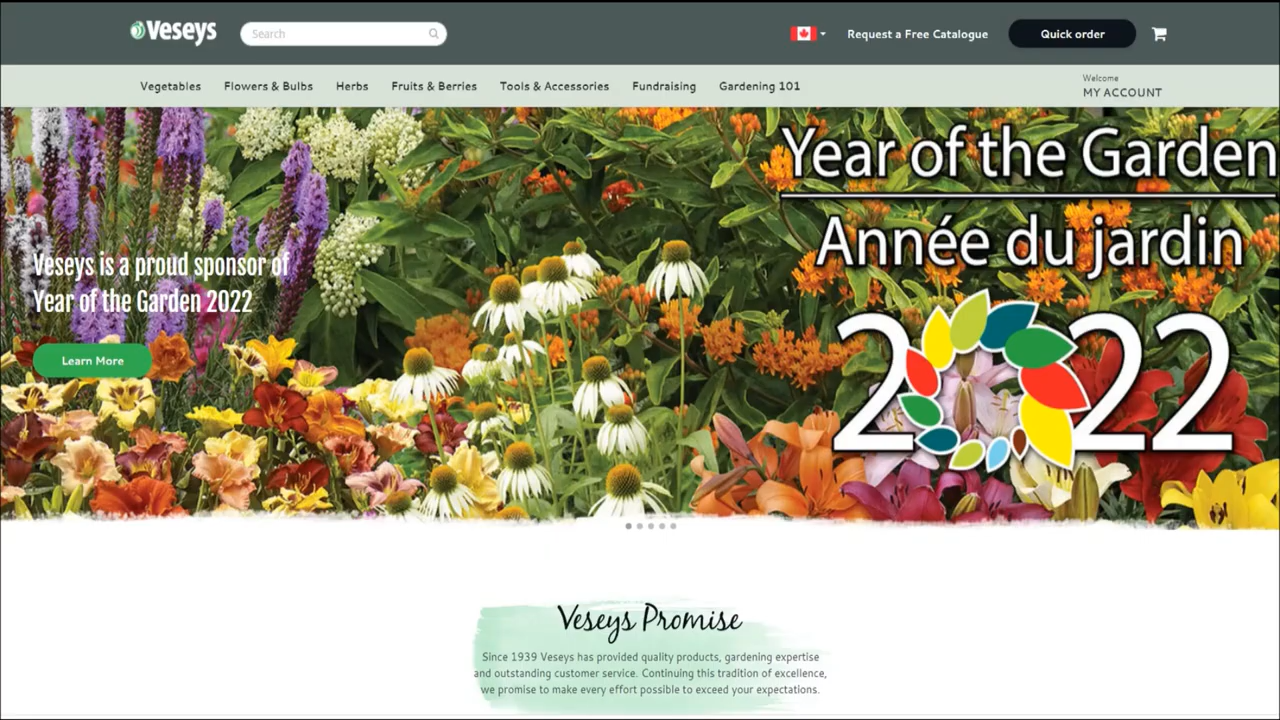 Veseys
Search
Request a Free Catalogue
Quick order
Vegetables
Flowers & Bulbs
Herbs
Fruits & Berries
Tools & Accessories
Fundraising
Gardening 101
Welcome
MY ACCOUNT
Year of the Garden
Année du jardin
2022
Veseys is a proud sponsor of
Year of the Garden 2022
Learn More
Veseys Promise
Since 1939 Veseys has provided quality products, gardening expertise
and outstanding customer service. Continuing this tradition of excellence,
we promise to make every effort possible to exceed your expectations.